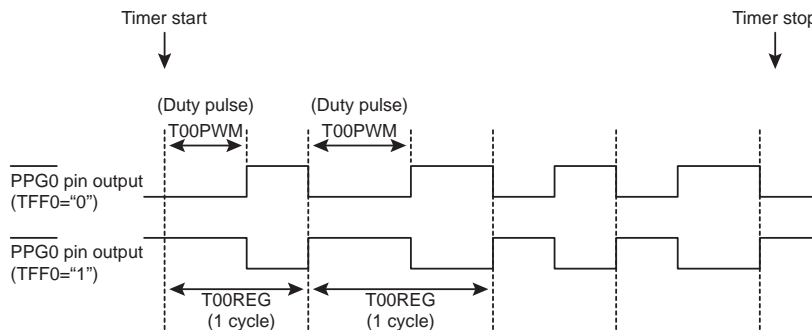 Timer start
Timer stop
(Duty pulse)
T00PWM
(Duty pulse)
T00PWM
PPG0 pin output
(TFF0=“0”)
PPG0 pin output
(TFF0=“1”)
T00REG
(1 cycle)
T00REG
(1 cycle)